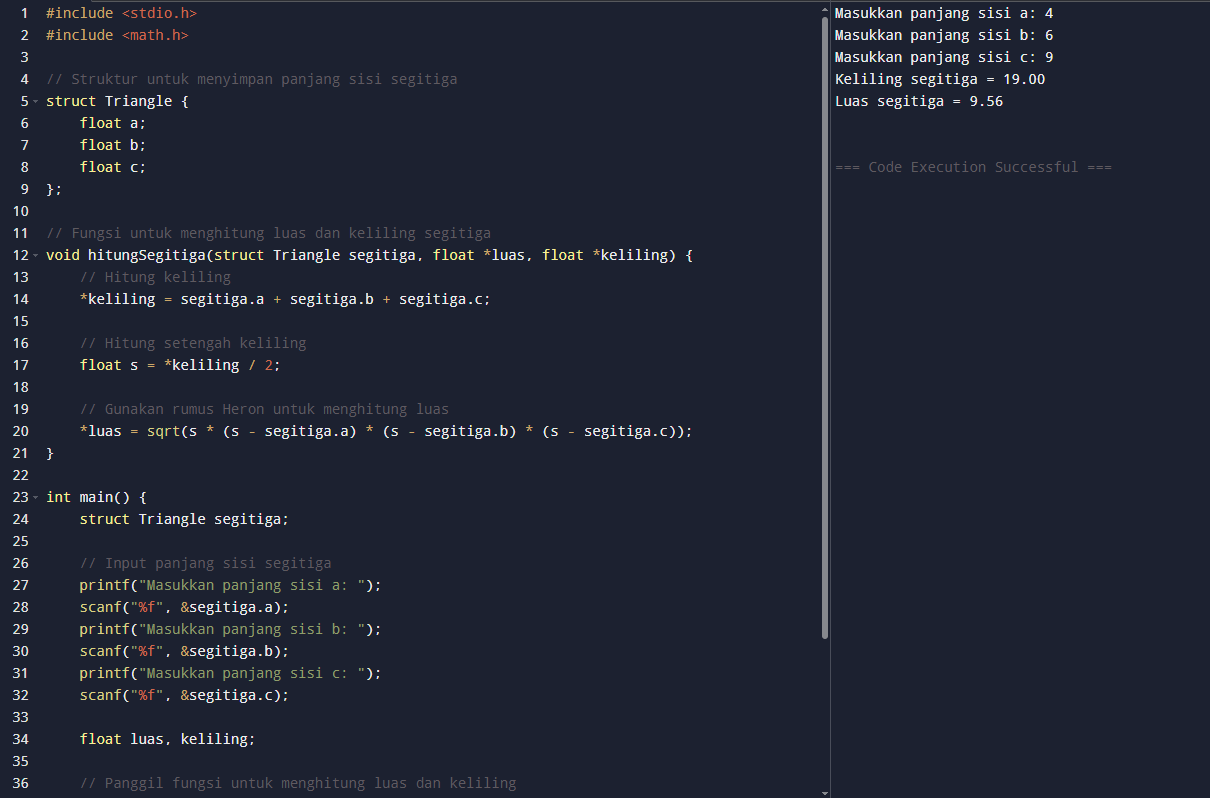 1 #include <stdio.h>
2 #include <math.h>
3
4 // Struktur untuk menyimpan panjang sisi segitiga
5 struct Triangle {
6     float a;
7     float b;
8     float c;
9 };
10
11 // Fungsi untuk menghitung luas dan keliling segitiga
12 void hitungSegitiga(struct Triangle segitiga, float *luas, float *keliling) {
13     // Hitung keliling
14     *keliling = segitiga.a + segitiga.b + segitiga.c;
15
16     // Hitung setengah keliling
17     float s = *keliling / 2;
18
19     // Gunakan rumus Heron untuk menghitung luas
20     *luas = sqrt(s * (s - segitiga.a) * (s - segitiga.b) * (s - segitiga.c));
21 }
22
23 int main() {
24     struct Triangle segitiga;
25
26     // Input panjang sisi segitiga
27     printf("Masukkan panjang sisi a: ");
28     scanf("%f", &segitiga.a);
29     printf("Masukkan panjang sisi b: ");
30     scanf("%f", &segitiga.b);
31     printf("Masukkan panjang sisi c: ");
32     scanf("%f", &segitiga.c);
33
34     float luas, keliling;
35
36     // Panggil fungsi untuk menghitung luas dan keliling
Masukkan panjang sisi a: 4
Masukkan panjang sisi b: 6
Masukkan panjang sisi c: 9
Keliling segitiga = 19.00
Luas segitiga = 9.56
=== Code Execution Successful ===